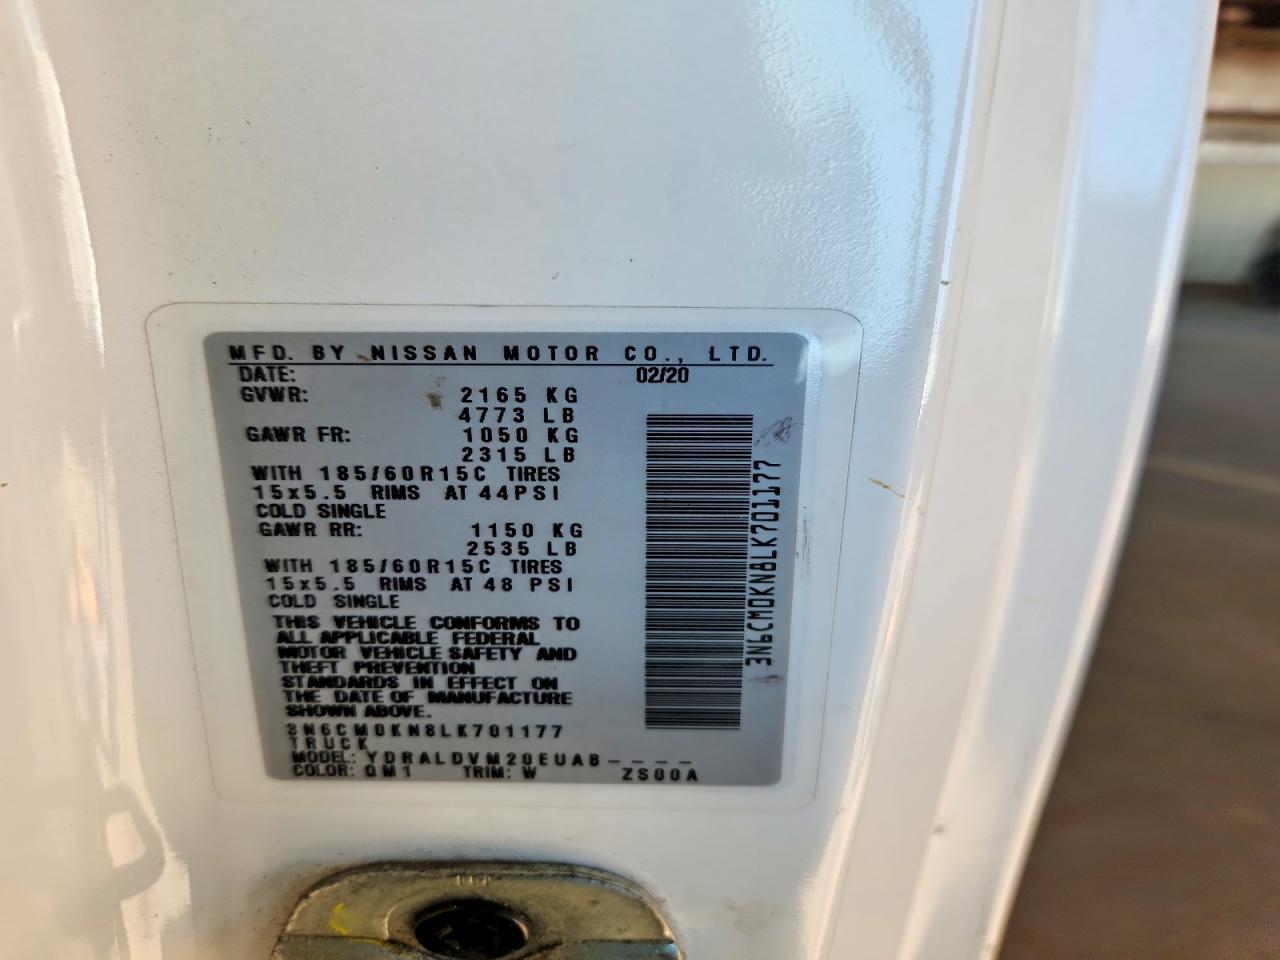 MFD. BY NISSAN MOTOR CO., LTD.
DATE: 02/20
GVWR: 2165 KG
4773 LB
GAWR FR: 1050 KG
2315 LB
WITH 185/60R15C TIRES
15x5.5 RIMS AT 44PSI
COLD SINGLE
GAWR RR: 1150 KG
2535 LB
WITH 185/60R15C TIRES
15x5.5 RIMS AT 48 PSI
COLD SINGLE
THIS VEHICLE CONFORMS TO
ALL APPLICABLE FEDERAL
MOTOR VEHICLE SAFETY AND
THEFT PREVENTION
STANDARDS IN EFFECT ON
THE DATE OF MANUFACTURE
SHOWN ABOVE.
3N6CM0KN8LK701177
TRUCK
MODEL: YDRALDVM20EUAB----
COLOR: QM1 TRIM: W ZS00A
3N6CM0KN8LK701177